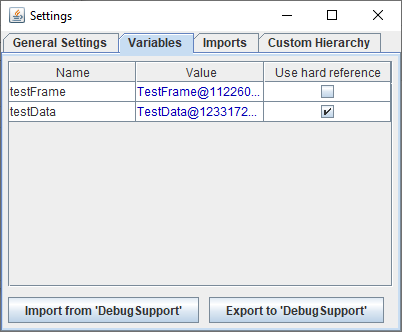 Settings
General Settings Variables Imports Custom Hierarchy
Name Value Use hard reference
testFrame TestFrame@112260...
testData TestData@1233172...
Import from 'DebugSupport' Export to 'DebugSupport'